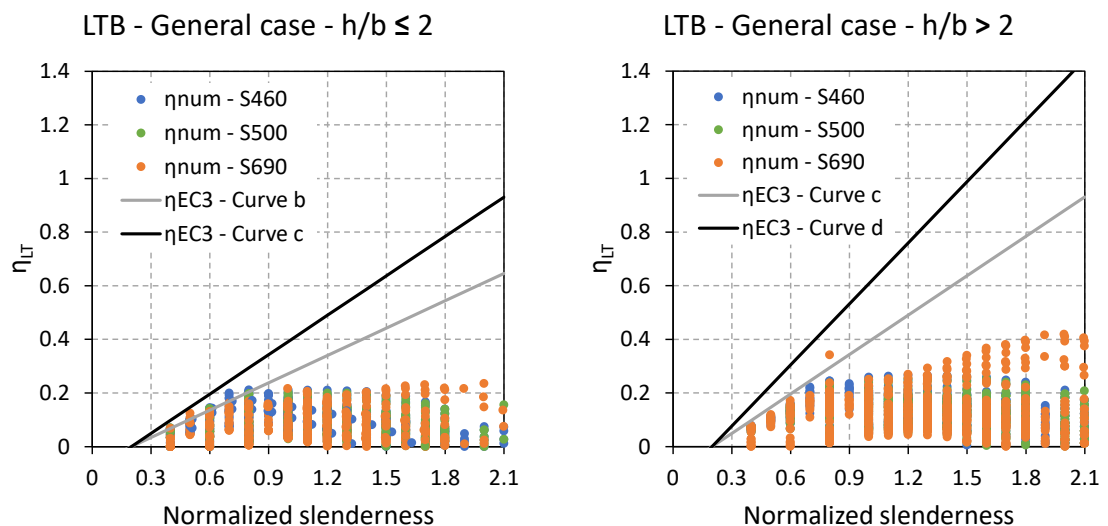 LTB - General case - h/b ≤ 2
1.4
1.2
1
0.8
0.6
0.4
0.2
0
ηLT
ηnum - S460
ηnum - S500
ηnum - S690
ηEC3 - Curve b
ηEC3 - Curve c
0 0.3 0.6 0.9 1.2 1.5 1.8 2.1
Normalized slenderness
LTB - General case - h/b > 2
1.4
1.2
1
0.8
0.6
0.4
0.2
0
ηLT
ηnum - S460
ηnum - S500
ηnum - S690
ηEC3 - Curve c
ηEC3 - Curve d
0 0.3 0.6 0.9 1.2 1.5 1.8 2.1
Normalized slenderness